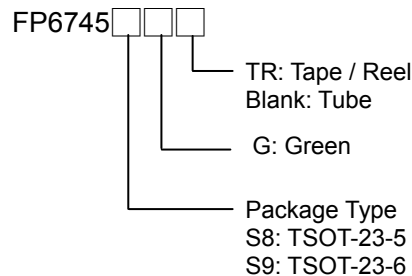 FP6745
TR: Tape / Reel
Blank: Tube
G: Green
Package Type
S8: TSOT-23-5
S9: TSOT-23-6